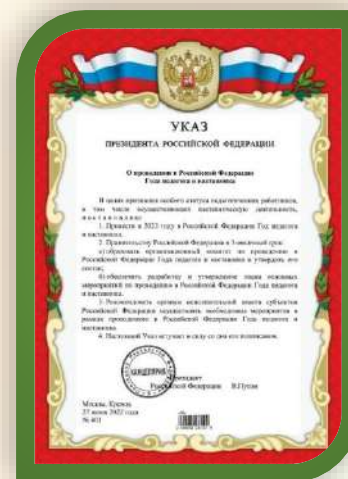 УКАЗ
ПРЕЗИДЕНТА РОССИЙСКОЙ ФЕДЕРАЦИИ
О проведении в Российской Федерации
Года педагога и наставника
В целях признания особого статуса педагогических работников,
в том числе осуществляющих наставническую деятельность,
постановляю:
1. Провести в 2023 году в Российской Федерации Год педагога
и наставника.
2. Правительству Российской Федерации в 3-месячный срок:
а) образовать организационный комитет по проведению в
Российской Федерации Года педагога и наставника и утвердить его
состав;
б) обеспечить разработку и утверждение плана основных
мероприятий по проведению в Российской Федерации Года педагога
и наставника.
3. Рекомендовать органам исполнительной власти субъектов
Российской Федерации осуществлять необходимые мероприятия в
рамках проводимого в Российской Федерации Года педагога и
наставника.
4. Настоящий Указ вступает в силу со дня его подписания.
Президент
Российской Федерации В.Путин
Москва, Кремль
27 июня 2022 года
№ 401